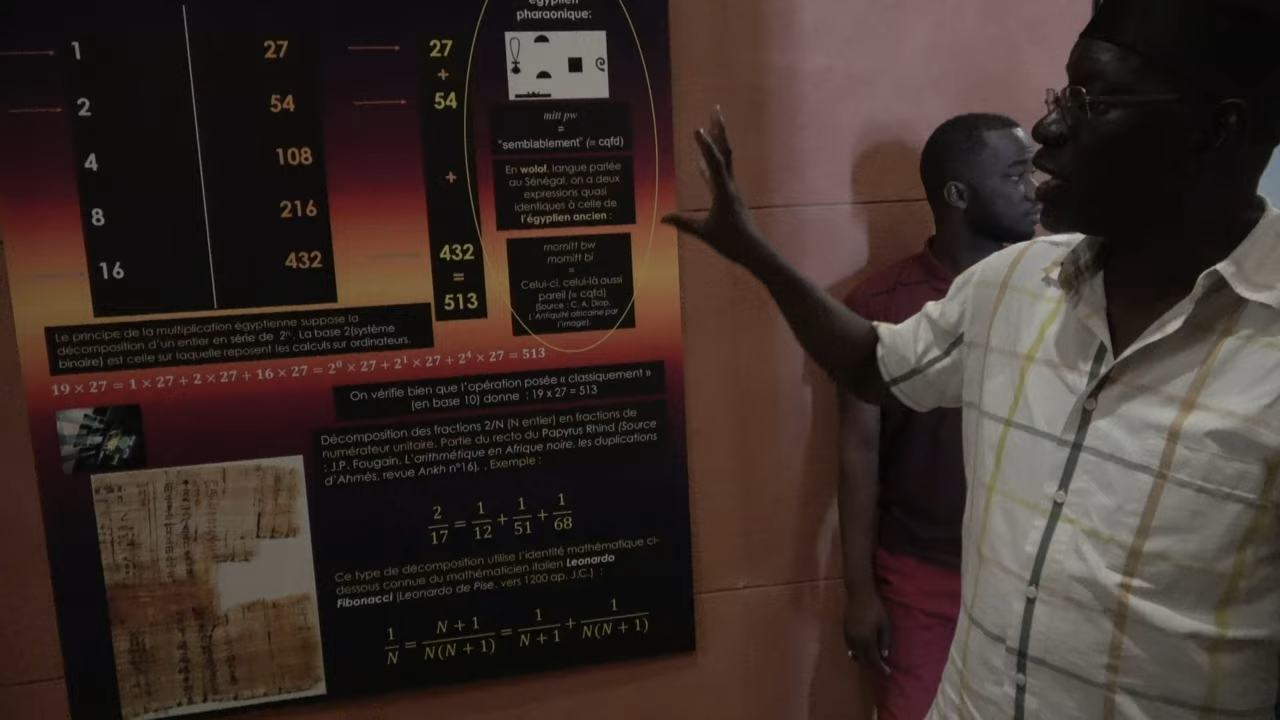 égyptien
pharaonique:
1 27 27
+
2 54 54
4 108
+
8 216
16 432 432
=
513
mitt pw
=
"semblablement" (= cqfd)
En wolof, langue parlée
au Sénégal, on a deux
expressions quasi
identiques à celle de
l'égyptien ancien :
momitt bw
momitt bi
=
Celui-ci, celui-là aussi
pareil (= cqfd)
(Source : C. A. Diop,
L'Antiquité africaine par
l'image).
Le principe de la multiplication égyptienne suppose la
décomposition d'un entier en série de 2ⁿ. La base 2(système
binaire) est celle sur laquelle reposent les calculs sur ordinateurs.
19 × 27 = 1 × 27 + 2 × 27 + 16 × 27 = 2⁰ × 27 + 2¹ × 27 + 2⁴ × 27 = 513
On vérifie bien que l'opération posée « classiquement »
(en base 10) donne : 19 x 27 = 513
Décomposition des fractions 2/N (N entier) en fractions de
numérateur unitaire. Partie du recto du Papyrus Rhind (Source
: J.P. Fougain, L'arithmétique en Afrique noire, les duplications
d'Ahmès, revue Ankh n°16), . Exemple :
2/17 = 1/12 + 1/51 + 1/68
Ce type de décomposition utilise l'identité mathématique ci-
dessous connue du mathématicien italien Leonardo
Fibonacci (Leonardo de Pise, vers 1200 ap. J.C.) :
1/N = (N + 1)/(N(N + 1)) = 1/(N + 1) + 1/(N(N + 1))